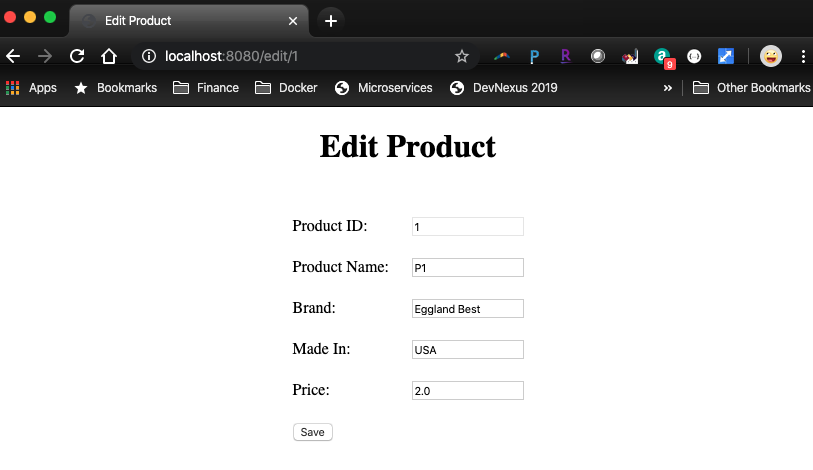 Edit Product
localhost:8080/edit/1
P R a 9
Apps Bookmarks Finance Docker Microservices DevNexus 2019 » Other Bookmarks
Edit Product
Product ID: 1
Product Name: P1
Brand: Eggland Best
Made In: USA
Price: 2.0
Save